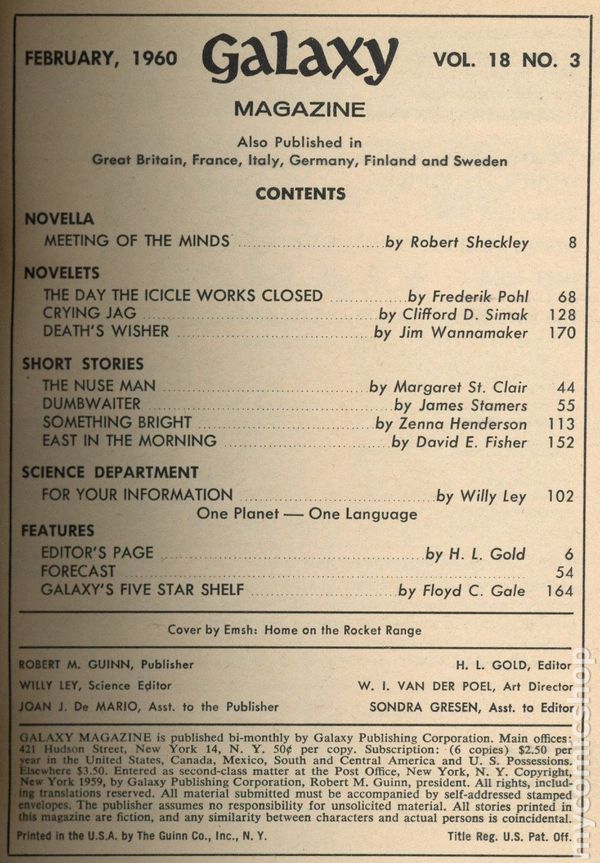 FEBRUARY, 1960 GALAXY VOL. 18 NO. 3
MAGAZINE
Also Published in
Great Britain, France, Italy, Germany, Finland and Sweden
CONTENTS
NOVELLA
MEETING OF THE MINDS ........................ by Robert Sheckley 8
NOVELETS
THE DAY THE ICICLE WORKS CLOSED ............ by Frederik Pohl 68
CRYING JAG ........................ by Clifford D. Simak 128
DEATH'S WISHER ........................ by Jim Wannamaker 170
SHORT STORIES
THE NUSE MAN ........................ by Margaret St. Clair 44
DUMBWAITER ........................ by James Stamers 55
SOMETHING BRIGHT ........................ by Zenna Henderson 113
EAST IN THE MORNING ........................ by David E. Fisher 152
SCIENCE DEPARTMENT
FOR YOUR INFORMATION ........................ by Willy Ley 102
One Planet — One Language
FEATURES
EDITOR'S PAGE ........................ by H. L. Gold 6
FORECAST ........................ 54
GALAXY'S FIVE STAR SHELF ........................ by Floyd C. Gale 164
Cover by Emsh: Home on the Rocket Range
ROBERT M. GUINN, Publisher H. L. GOLD, Editor
WILLY LEY, Science Editor W. I. VAN DER POEL, Art Director
JOAN J. De MARIO, Asst. to the Publisher SONDRA GRESEN, Asst. to Editor
GALAXY MAGAZINE is published bi-monthly by Galaxy Publishing Corporation. Main offices:
421 Hudson Street, New York 14, N. Y. 50¢ per copy. Subscription: (6 copies) $2.50 per
year in the United States, Canada, Mexico, South and Central America and U. S. Possessions.
Elsewhere $3.50. Entered as second-class matter at the Post Office, New York, N. Y. Copyright,
New York 1959, by Galaxy Publishing Corporation, Robert M. Guinn, president. All rights, includ-
ing translations reserved. All material submitted must be accompanied by self-addressed stamped
envelopes. The publisher assumes no responsibility for unsolicited material. All stories printed in
this magazine are fiction, and any similarity between characters and actual persons is coincidental.
Printed in the U.S.A. by The Guinn Co., Inc., N. Y. Title Reg. U.S. Pat. Off.
mycomicshop